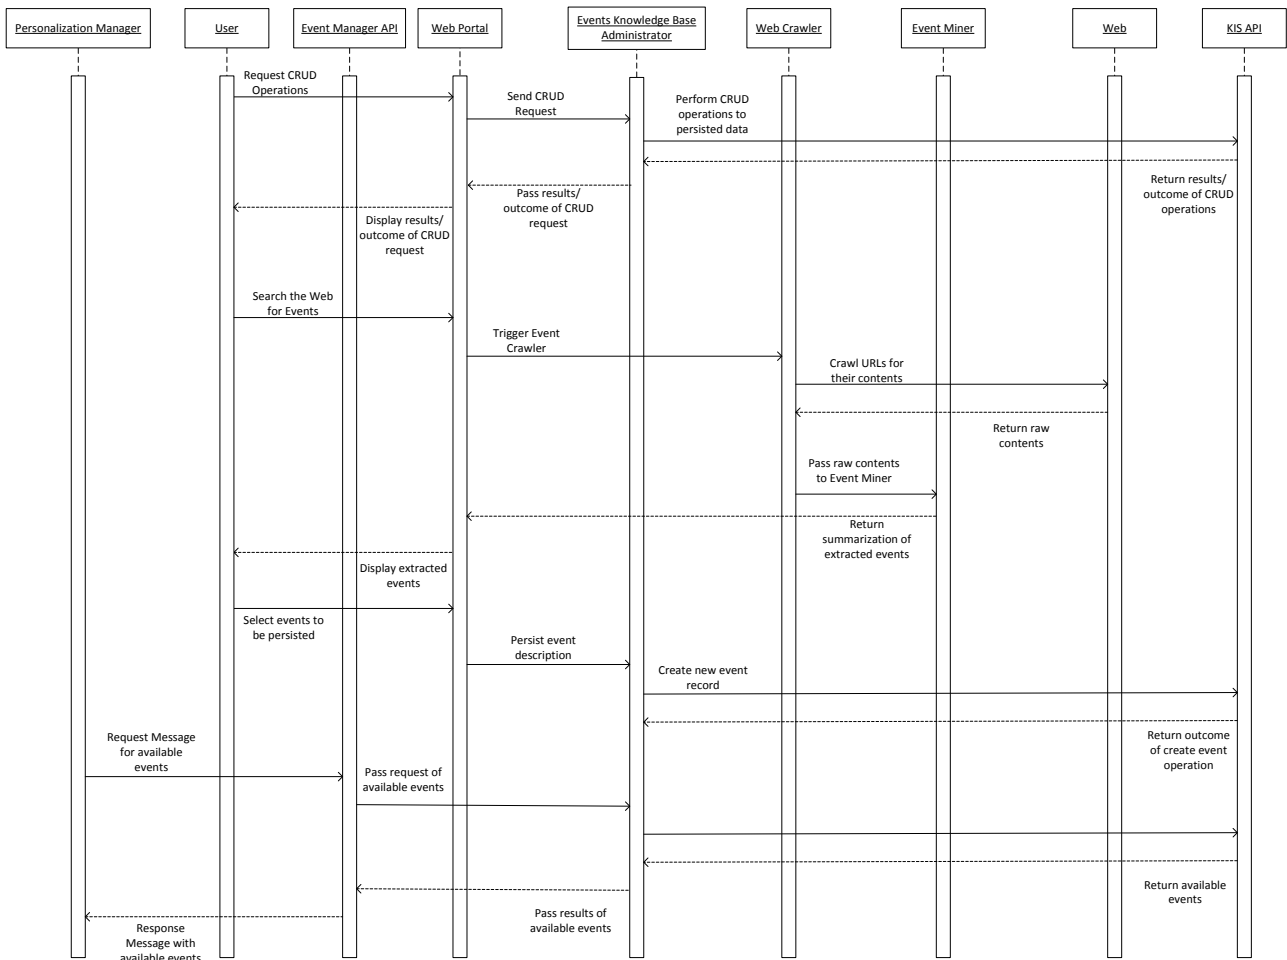 Personalization Manager
User
Event Manager API
Web Portal
Events Knowledge Base
Administrator
Web Crawler
Event Miner
Web
KIS API
Request CRUD
Operations
Send CRUD
Request
Perform CRUD
operations to
persisted data
Return results/
outcome of CRUD
operations
Pass results/
outcome of CRUD
request
Display results/
outcome of CRUD
request
Search the Web
for Events
Trigger Event
Crawler
Crawl URLs for
their contents
Return raw
contents
Pass raw contents
to Event Miner
Return
summarization of
extracted events
Display extracted
events
Select events to
be persisted
Persist event
description
Create new event
record
Return outcome
of create event
operation
Request Message
for available
events
Pass request of
available events
Return available
events
Pass results of
available events
Response
Message with
available events